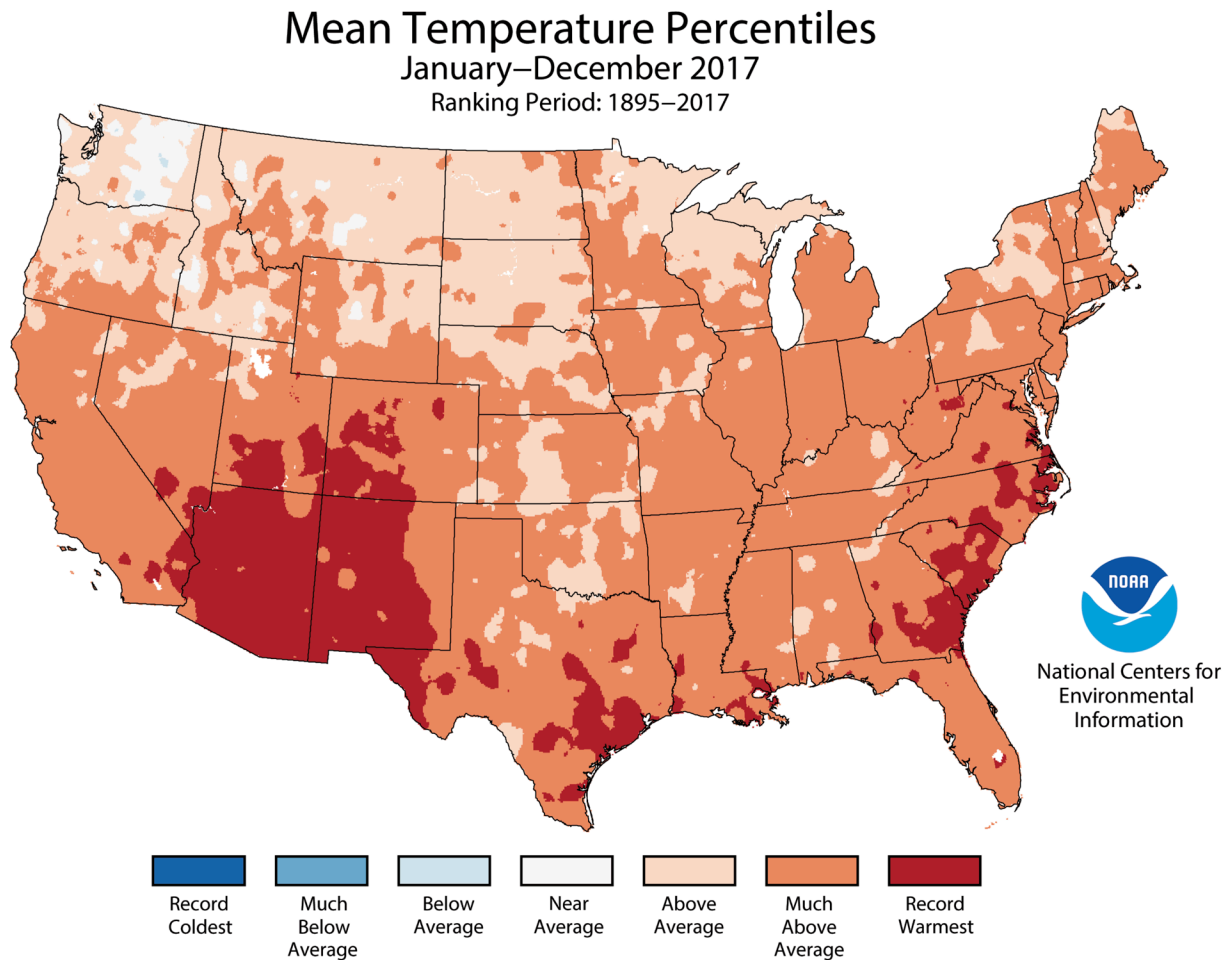 Mean Temperature Percentiles
January−December 2017
Ranking Period: 1895−2017
NOAA
National Centers for
Environmental
Information
Record
Coldest
Much
Below
Average
Below
Average
Near
Average
Above
Average
Much
Above
Average
Record
Warmest